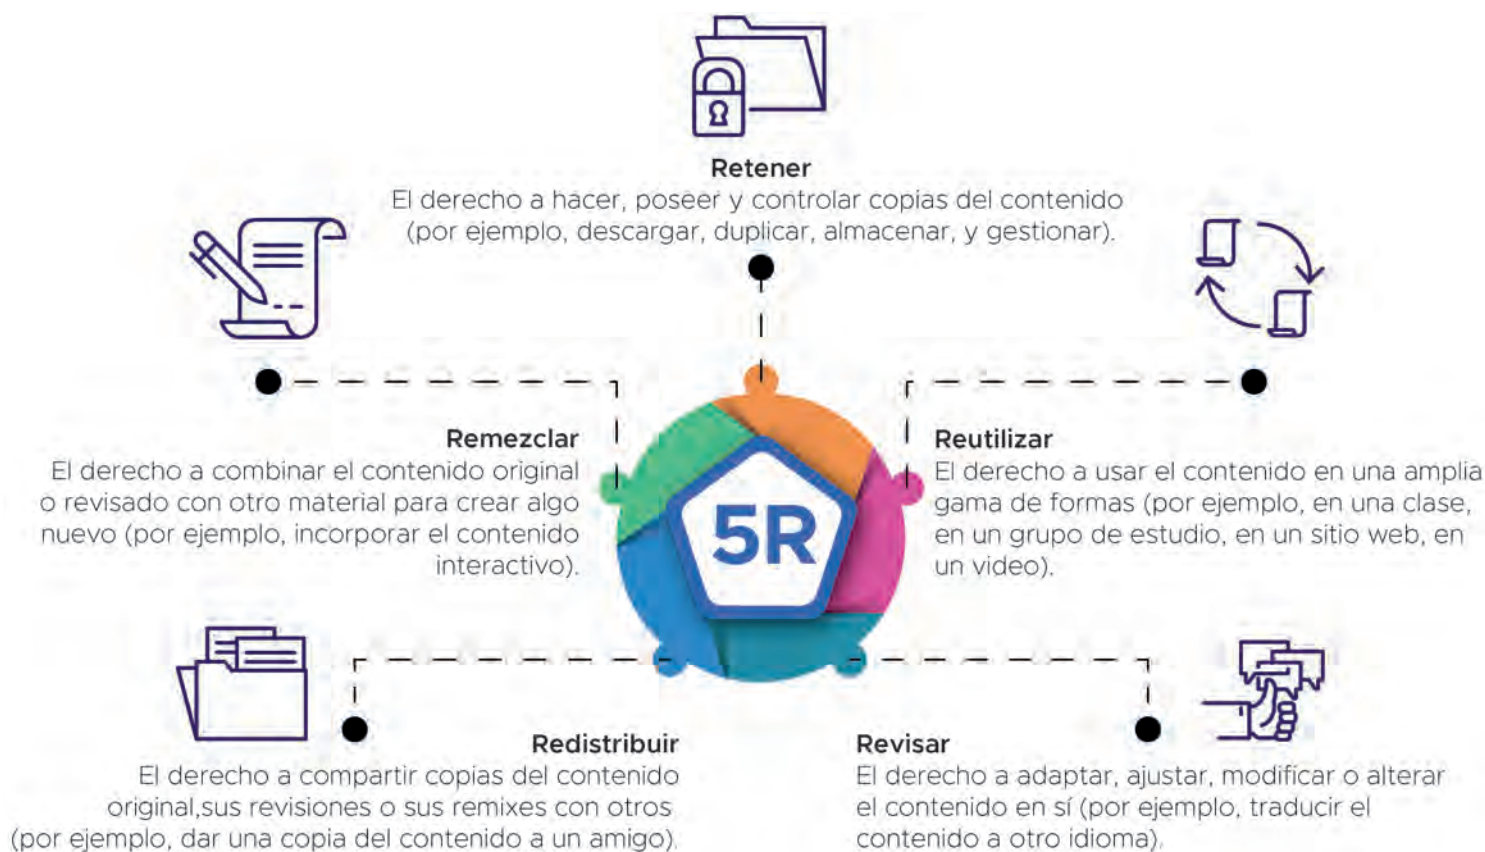 Retener
El derecho a hacer, poseer y controlar copias del contenido
(por ejemplo, descargar, duplicar, almacenar, y gestionar).
Remezclar
El derecho a combinar el contenido original
o revisado con otro material para crear algo
nuevo (por ejemplo, incorporar el contenido
interactivo).
5R
Reutilizar
El derecho a usar el contenido en una amplia
gama de formas (por ejemplo, en una clase,
en un grupo de estudio, en un sitio web, en
un video).
Redistribuir
El derecho a compartir copias del contenido
original,sus revisiones o sus remixes con otros
(por ejemplo, dar una copia del contenido a un amigo).
Revisar
El derecho a adaptar, ajustar, modificar o alterar
el contenido en sí (por ejemplo, traducir el
contenido a otro idioma).